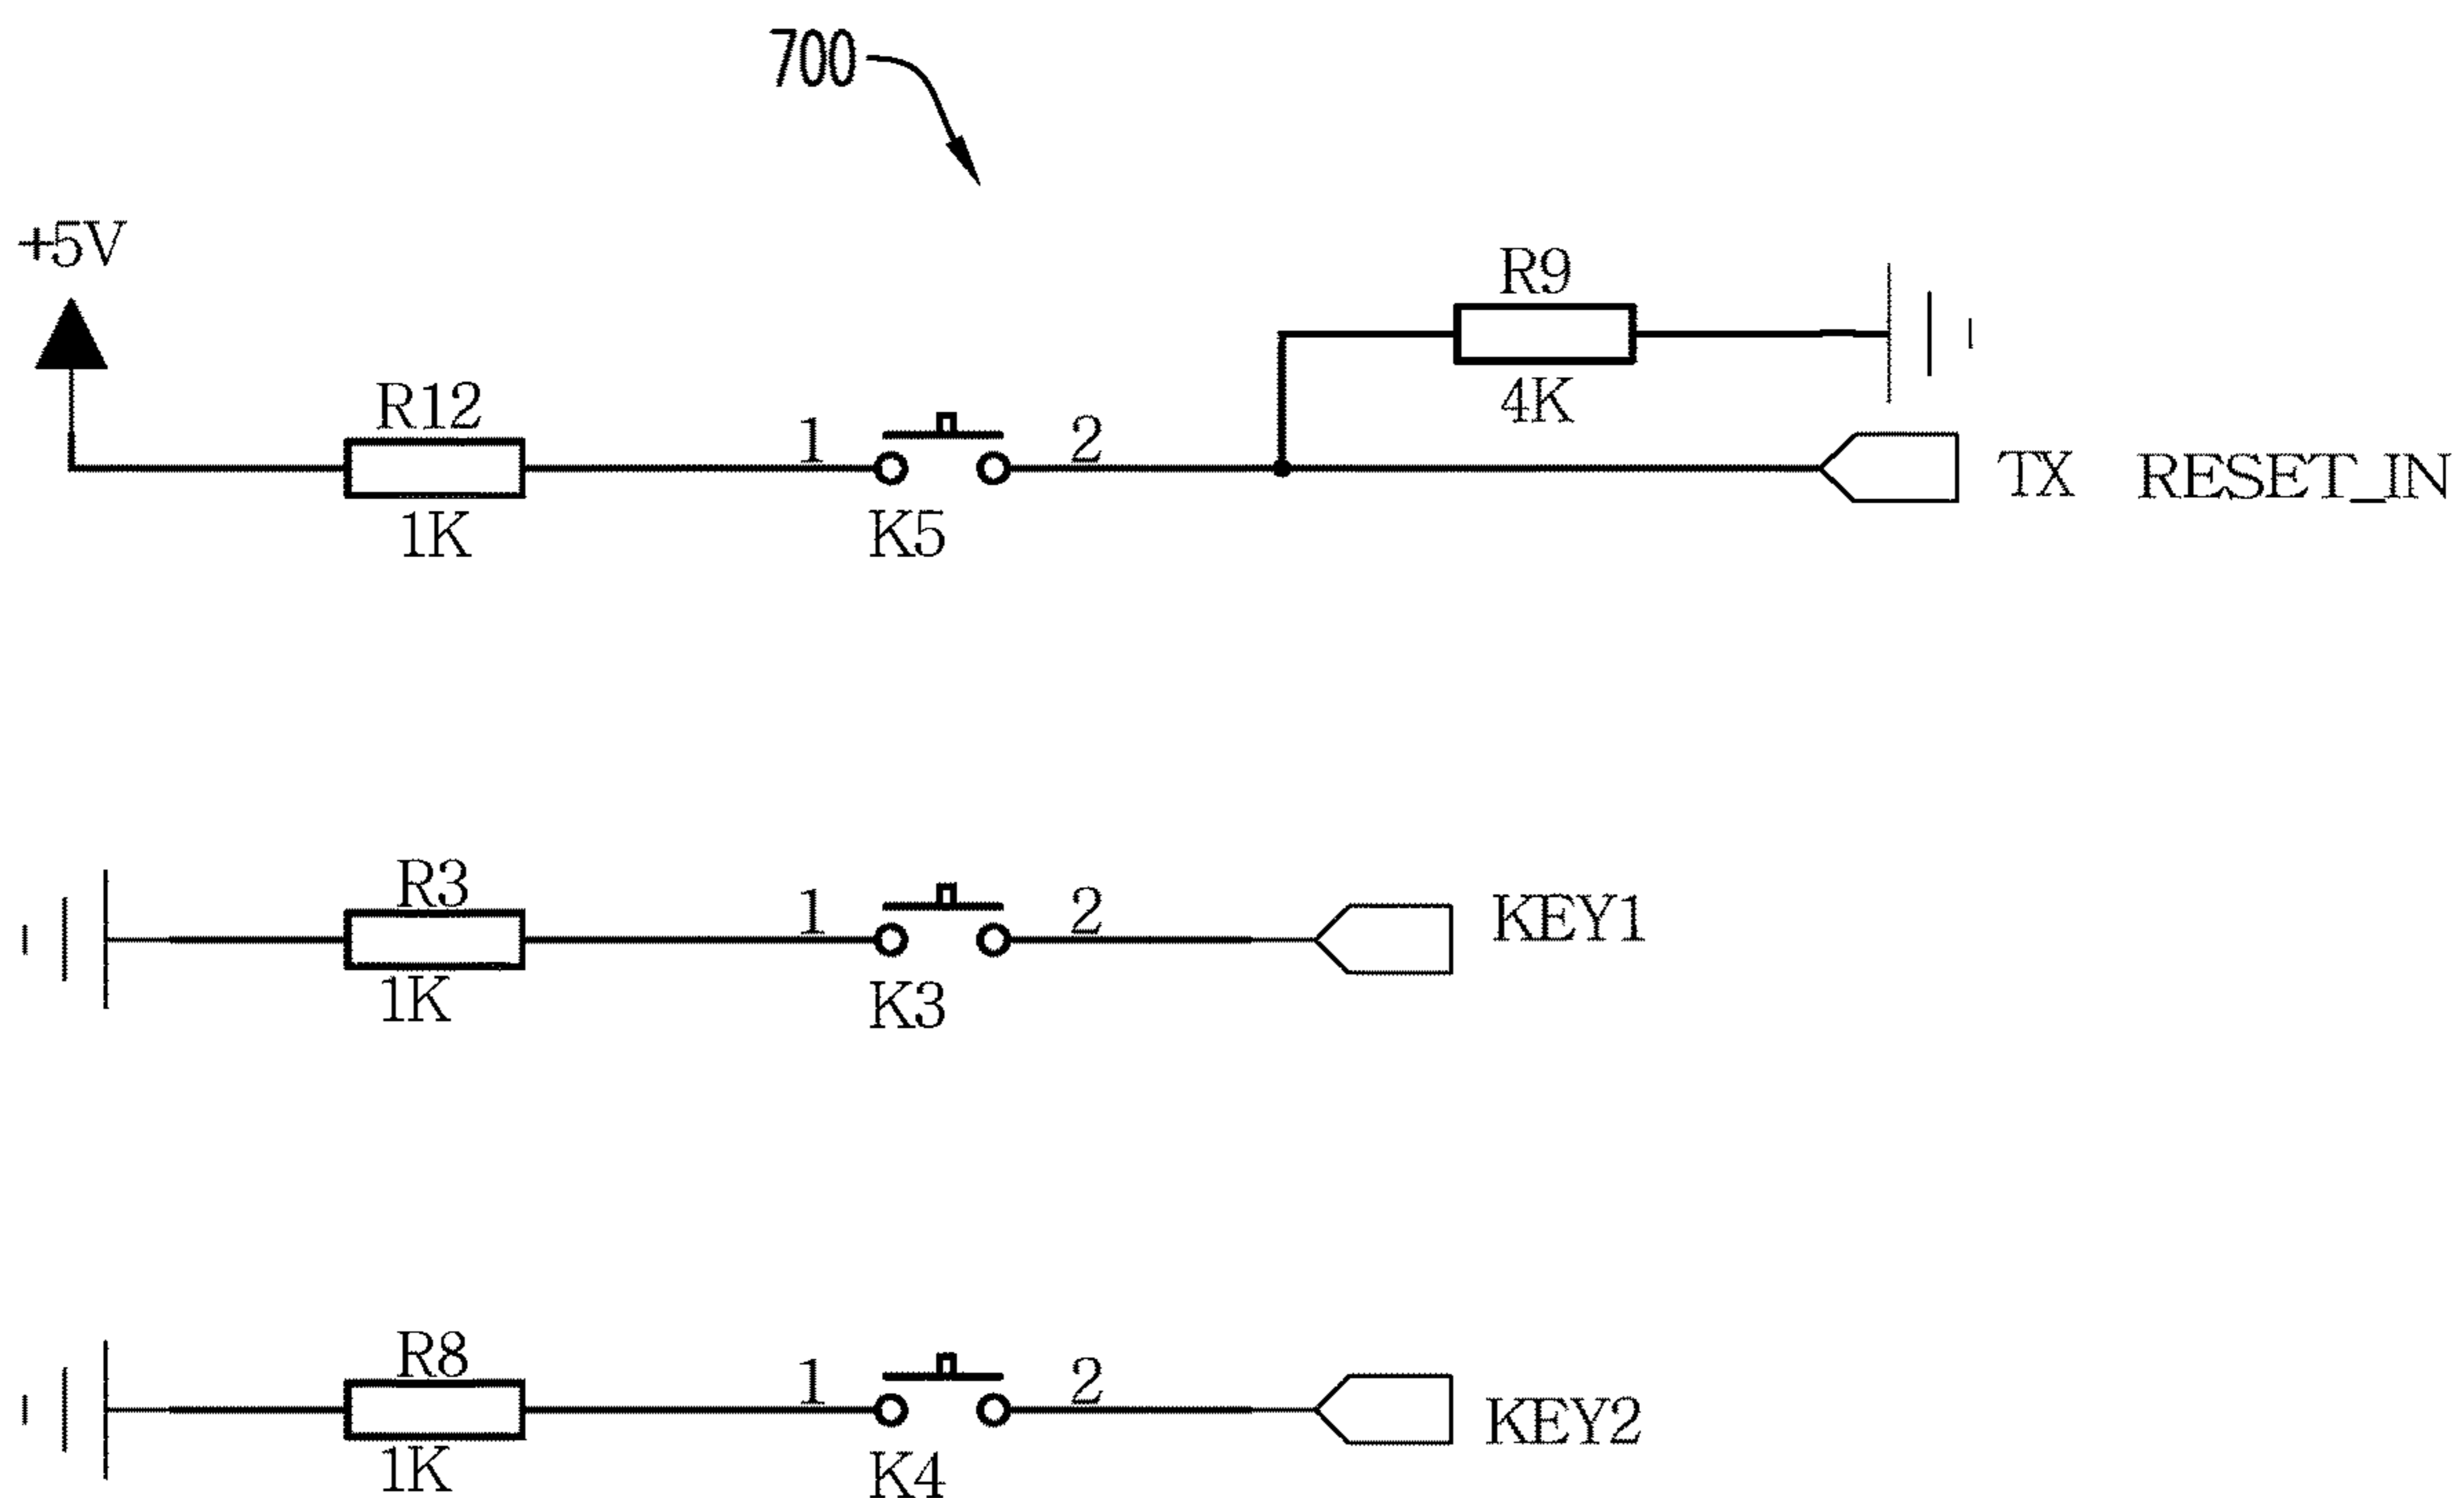 700
+5V
R9
4K
R12
1K
1
2
K5
TX RESET_IN
R3
1K
1
2
K3
KEY1
R8
1K
1
2
K4
KEY2